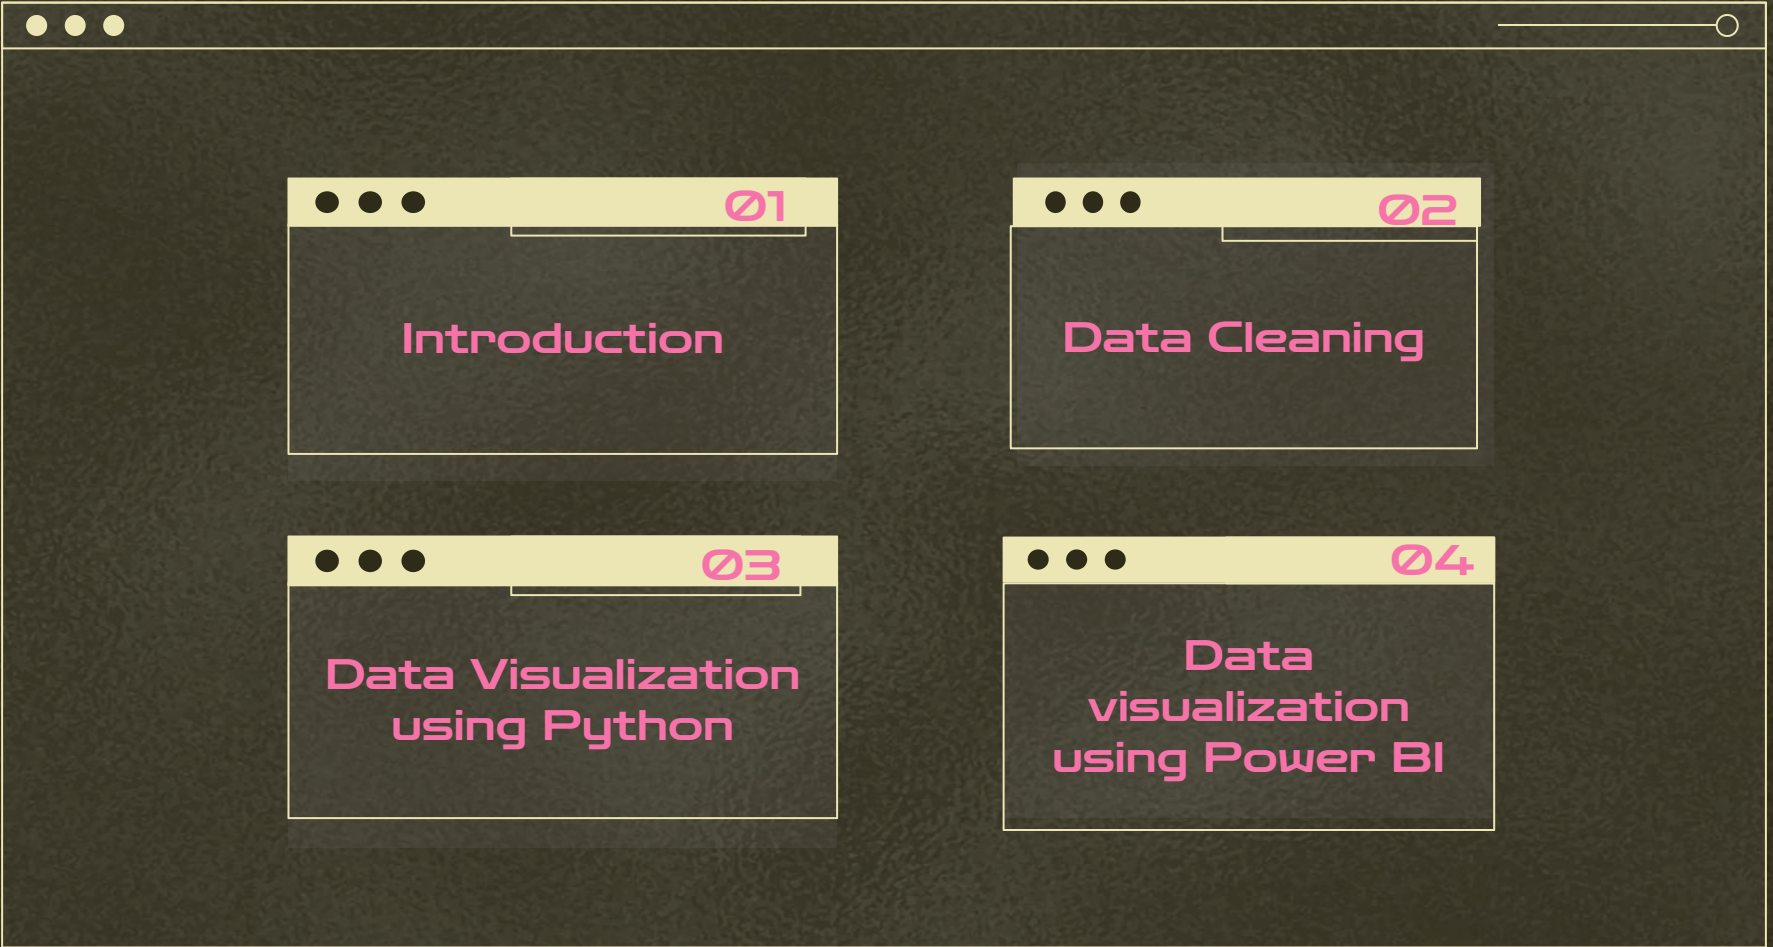 01
Introduction
02
Data Cleaning
03
Data Visualization
using Python
04
Data
visualization
using Power BI